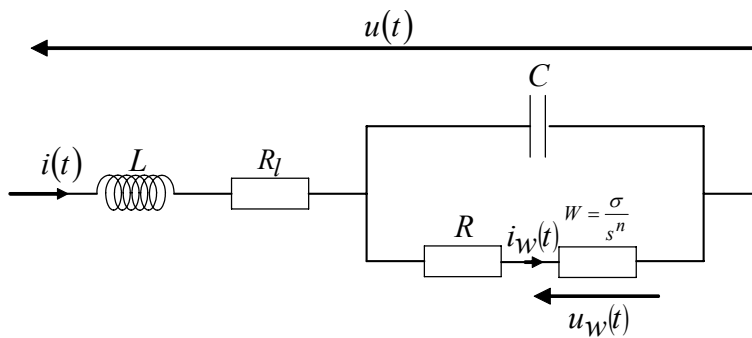 u(t)
C
i(t)
L
R_l
R
i_W(t)
W = σ/s^n
u_W(t)